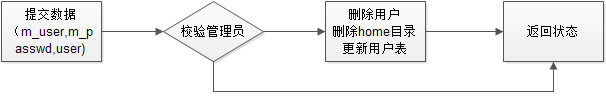 提交数据
（m_user,m_p
asswd,user)
校验管理员
删除用户
删除home目录
更新用户表
返回状态